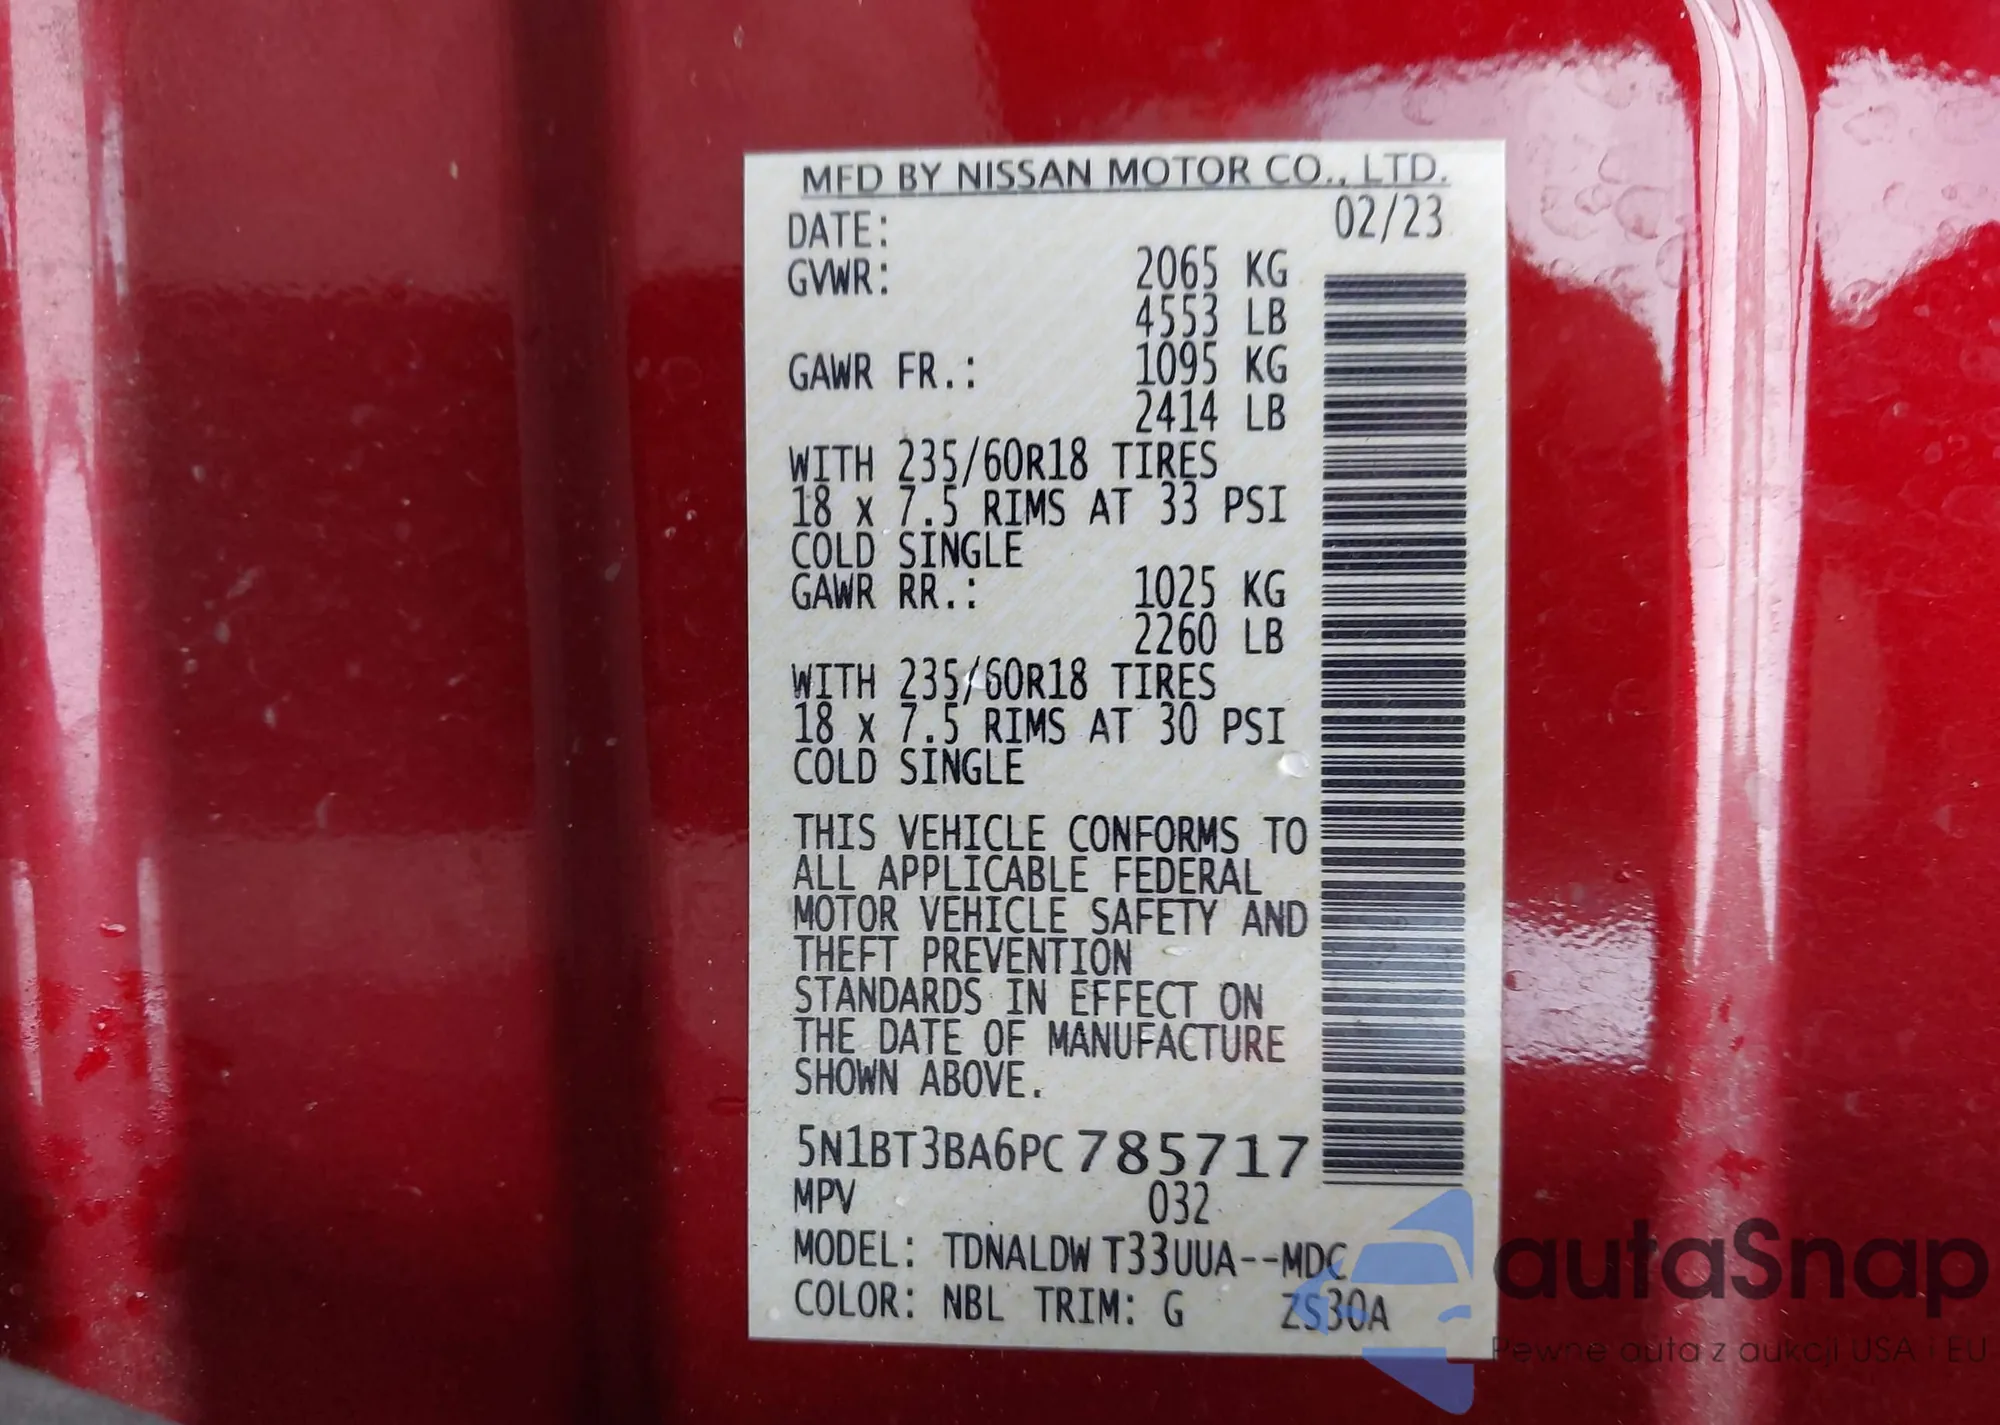 MFD BY NISSAN MOTOR CO., LTD.
DATE: 02/23
GVWR: 2065 KG
4553 LB
GAWR FR.: 1095 KG
2414 LB
WITH 235/60R18 TIRES
18 x 7.5 RIMS AT 33 PSI
COLD SINGLE
GAWR RR.: 1025 KG
2260 LB
WITH 235/60R18 TIRES
18 x 7.5 RIMS AT 30 PSI
COLD SINGLE
THIS VEHICLE CONFORMS TO
ALL APPLICABLE FEDERAL
MOTOR VEHICLE SAFETY AND
THEFT PREVENTION
STANDARDS IN EFFECT ON
THE DATE OF MANUFACTURE
SHOWN ABOVE.
5N1BT3BA6PC785717
MPV 032
MODEL: TDNALDW T33UUA--MDC
COLOR: NBL TRIM: G ZS30A
autaSnap
Pewne auta z aukcji USA i EU